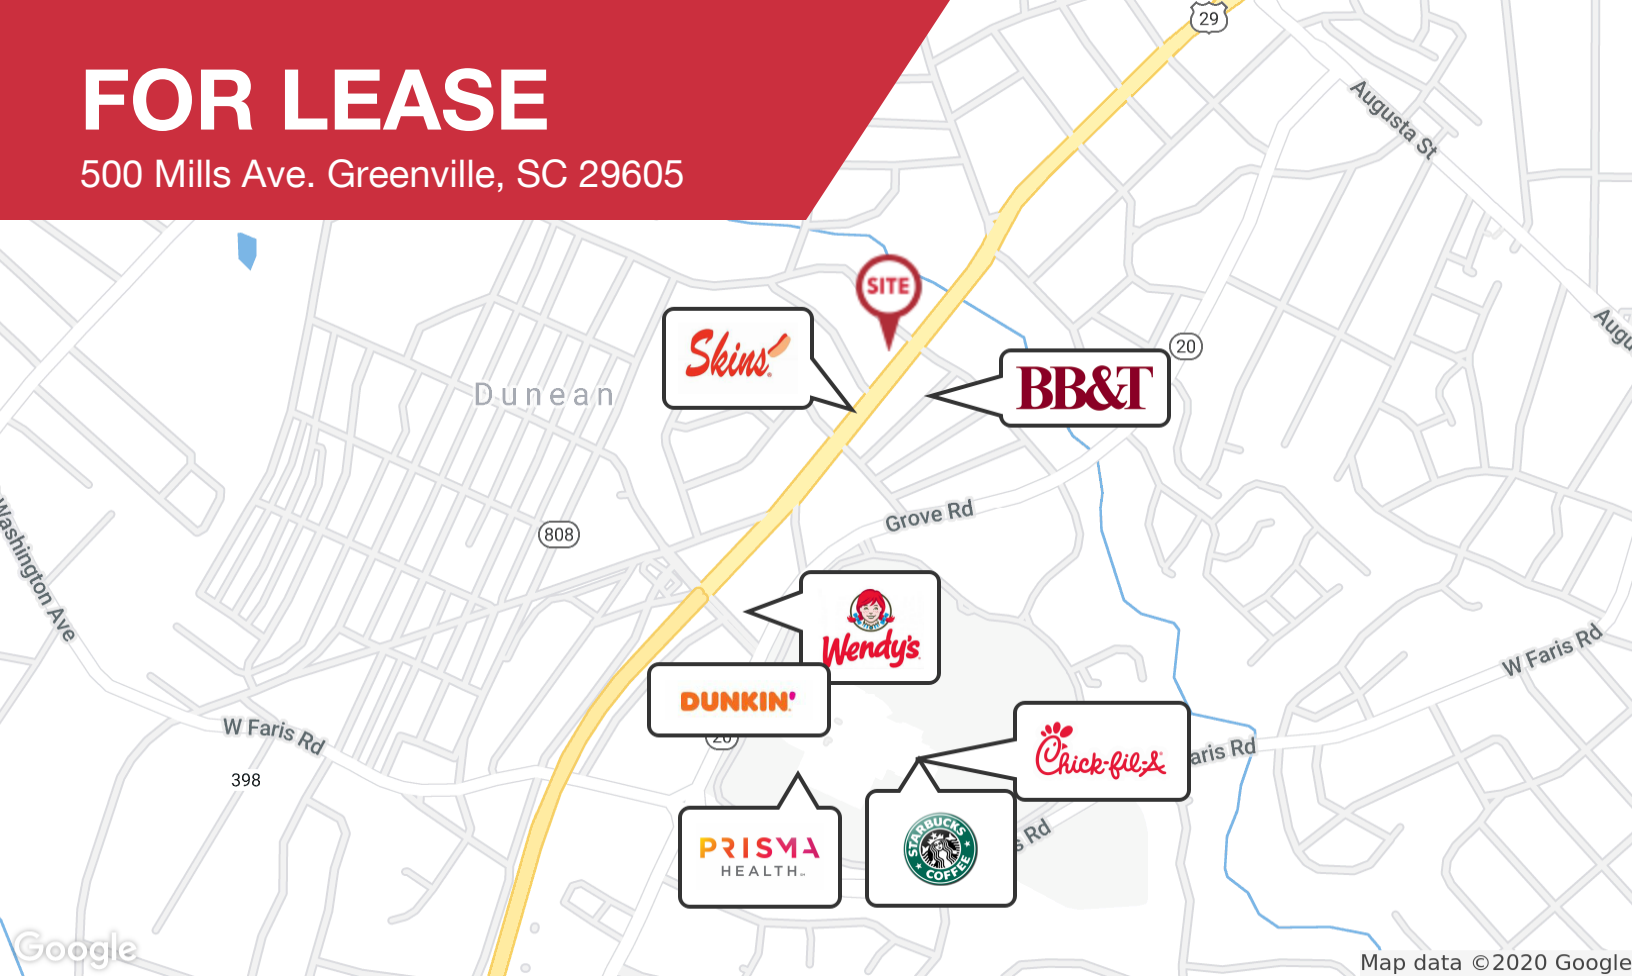 FOR LEASE
500 Mills Ave. Greenville, SC 29605
29
Augusta St
SITE
Skins
20
BB&T
Dunean
Grove Rd
808
Washington Ave
Wendy's
W Faris Rd
DUNKIN'
20
W Faris Rd
398
Chick-fil-A
aris Rd
PRISMA
HEALTH
STARBUCKS
COFFEE
s Rd
Augu
Google
Map data ©2020 Google